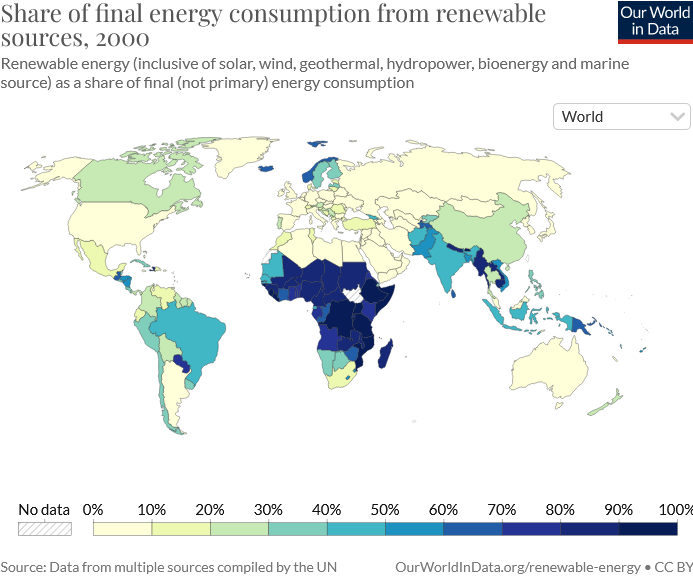 Share of final energy consumption from renewable
sources, 2000
Our World
in Data
Renewable energy (inclusive of solar, wind, geothermal, hydropower, bioenergy and marine
source) as a share of final (not primary) energy consumption
World
No data 0% 10% 20% 30% 40% 50% 60% 70% 80% 90% 100%
Source: Data from multiple sources compiled by the UN OurWorldInData.org/renewable-energy • CC BY